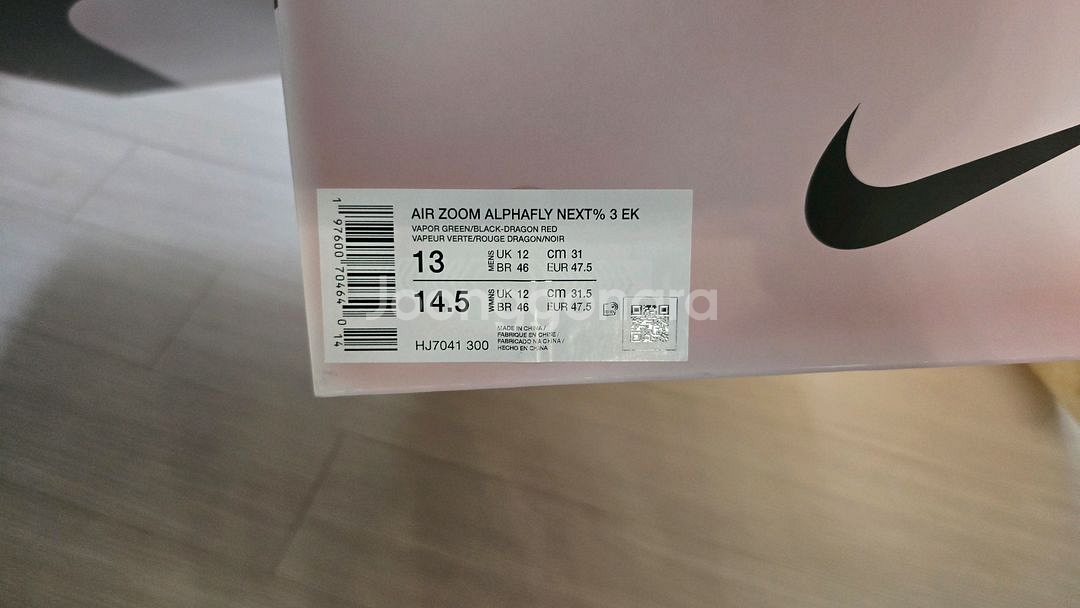 AIR ZOOM ALPHAFLY NEXT% 3 EK
VAPOR GREEN/BLACK-DRAGON RED
VAPEUR VERTE/ROUGE DRAGON/NOIR
13 MENS UK 12 cm 31
BR 46 EUR 47.5
14.5 WMNS UK 12 cm 31.5
BR 46 EUR 47.5
MADE IN CHINA /
FABRIQUE EN CHINE /
FABRICADO NA CHINA /
HECHO EN CHINA
HJ7041 300
1 97600 70464 0 14
Joongonara